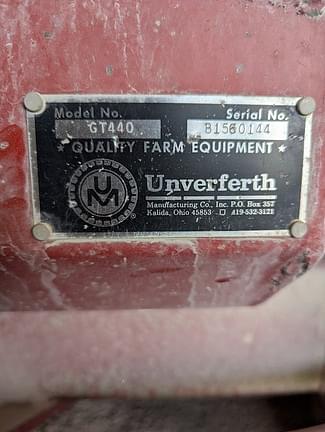 Model No. Serial No.
GT440 B1560144
★ QUALITY FARM EQUIPMENT ★
UM ® Unverferth
Manufacturing Co., Inc. P.O. Box 357
Kalida, Ohio 45853 □ 419-532-3121